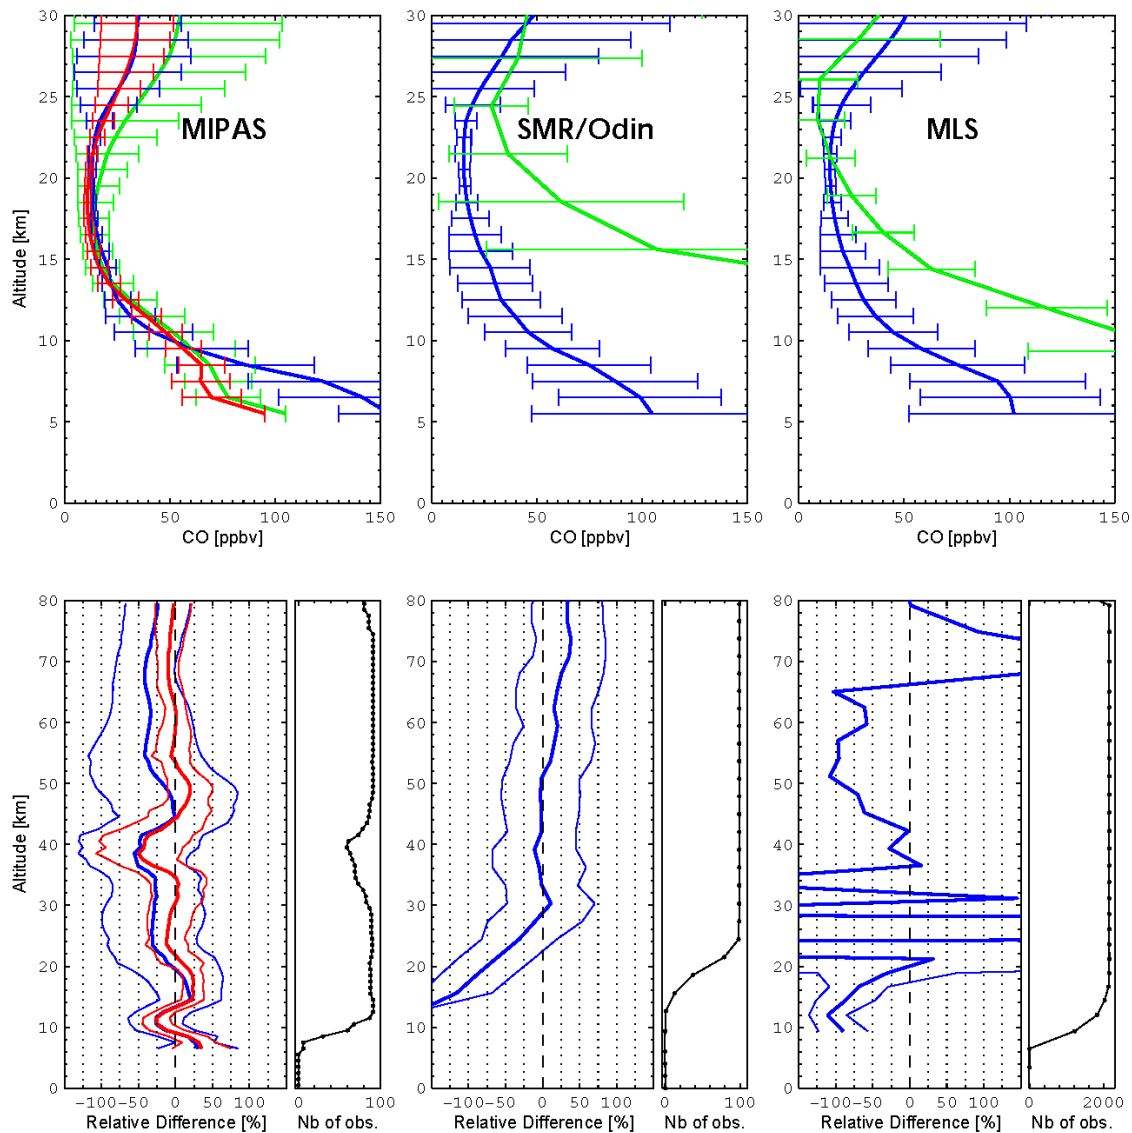 30 30 30
25 25 25
MIPAS SMR/Odin MLS
20 20 20
Altitude [km]
15 15 15
10 10 10
5 5 5
0 0 0
0 50 100 150 0 50 100 150 0 50 100 150
CO [ppbv] CO [ppbv] CO [ppbv]
80 80 80
70 70 70
60 60 60
50 50 50
Altitude [km]
40 40 40
30 30 30
20 20 20
10 10 10
0 0 0
-100 -50 0 50 100 0 100 -100 -50 0 50 100 0 100 -100 -50 0 50 100 0 2000
Relative Difference [%] Nb of obs. Relative Difference [%] Nb of obs. Relative Difference [%] Nb of obs.